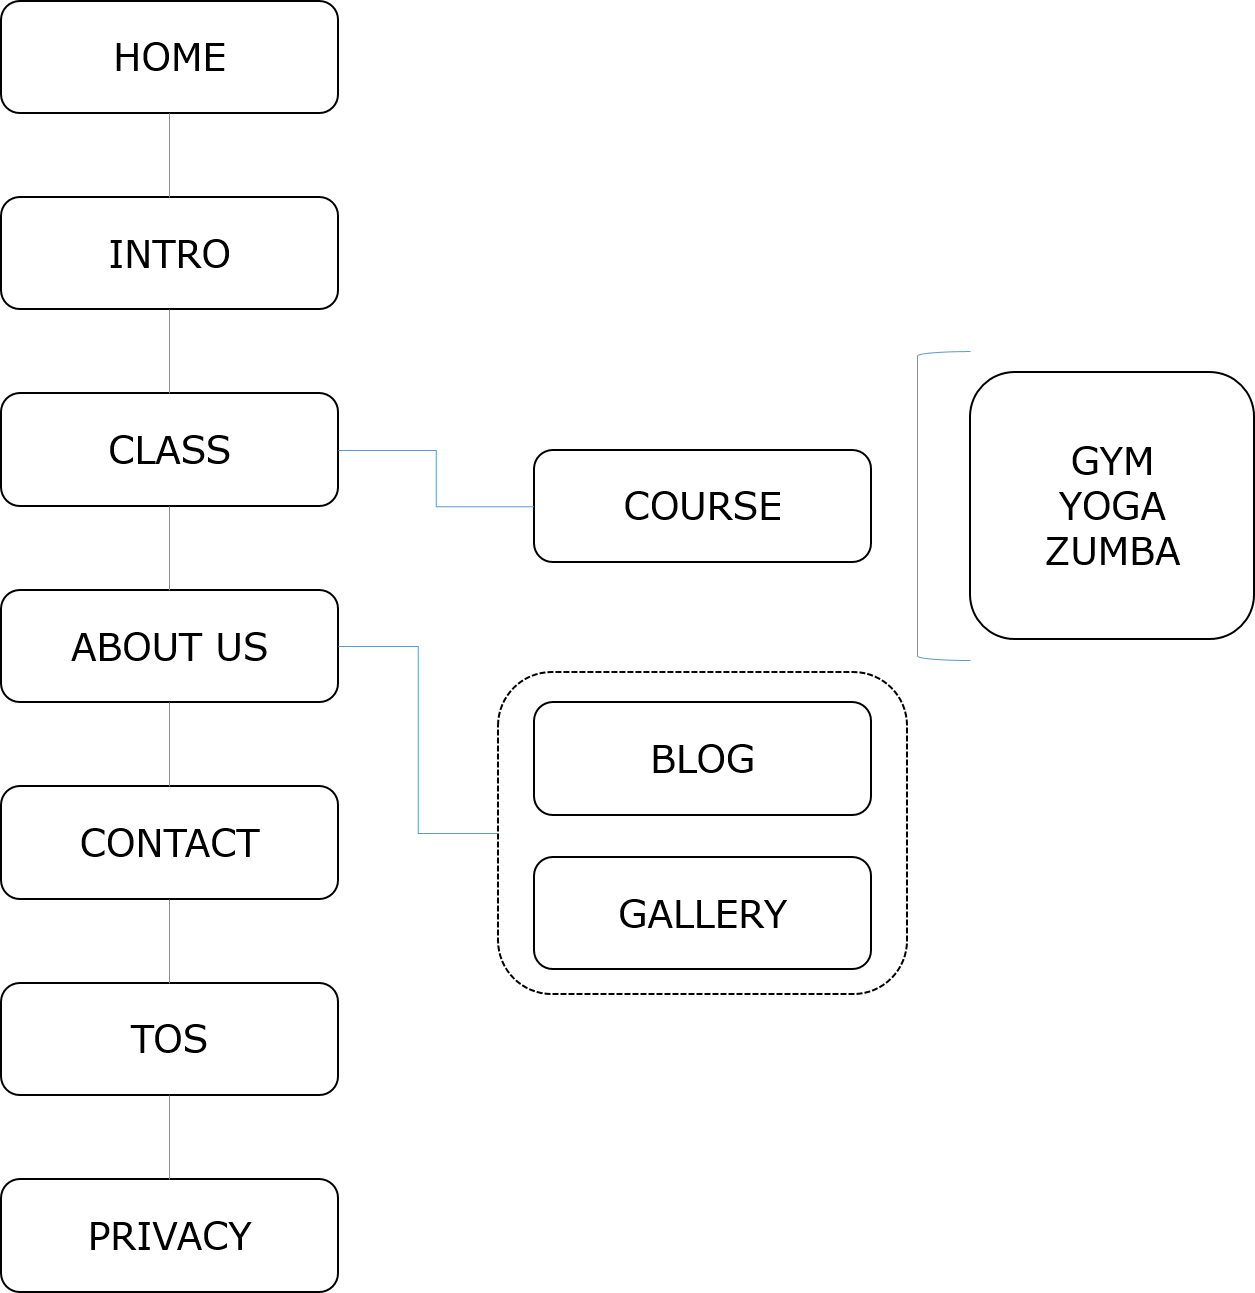 HOME
INTRO
CLASS
COURSE
GYM
YOGA
ZUMBA
ABOUT US
BLOG
GALLERY
CONTACT
TOS
PRIVACY